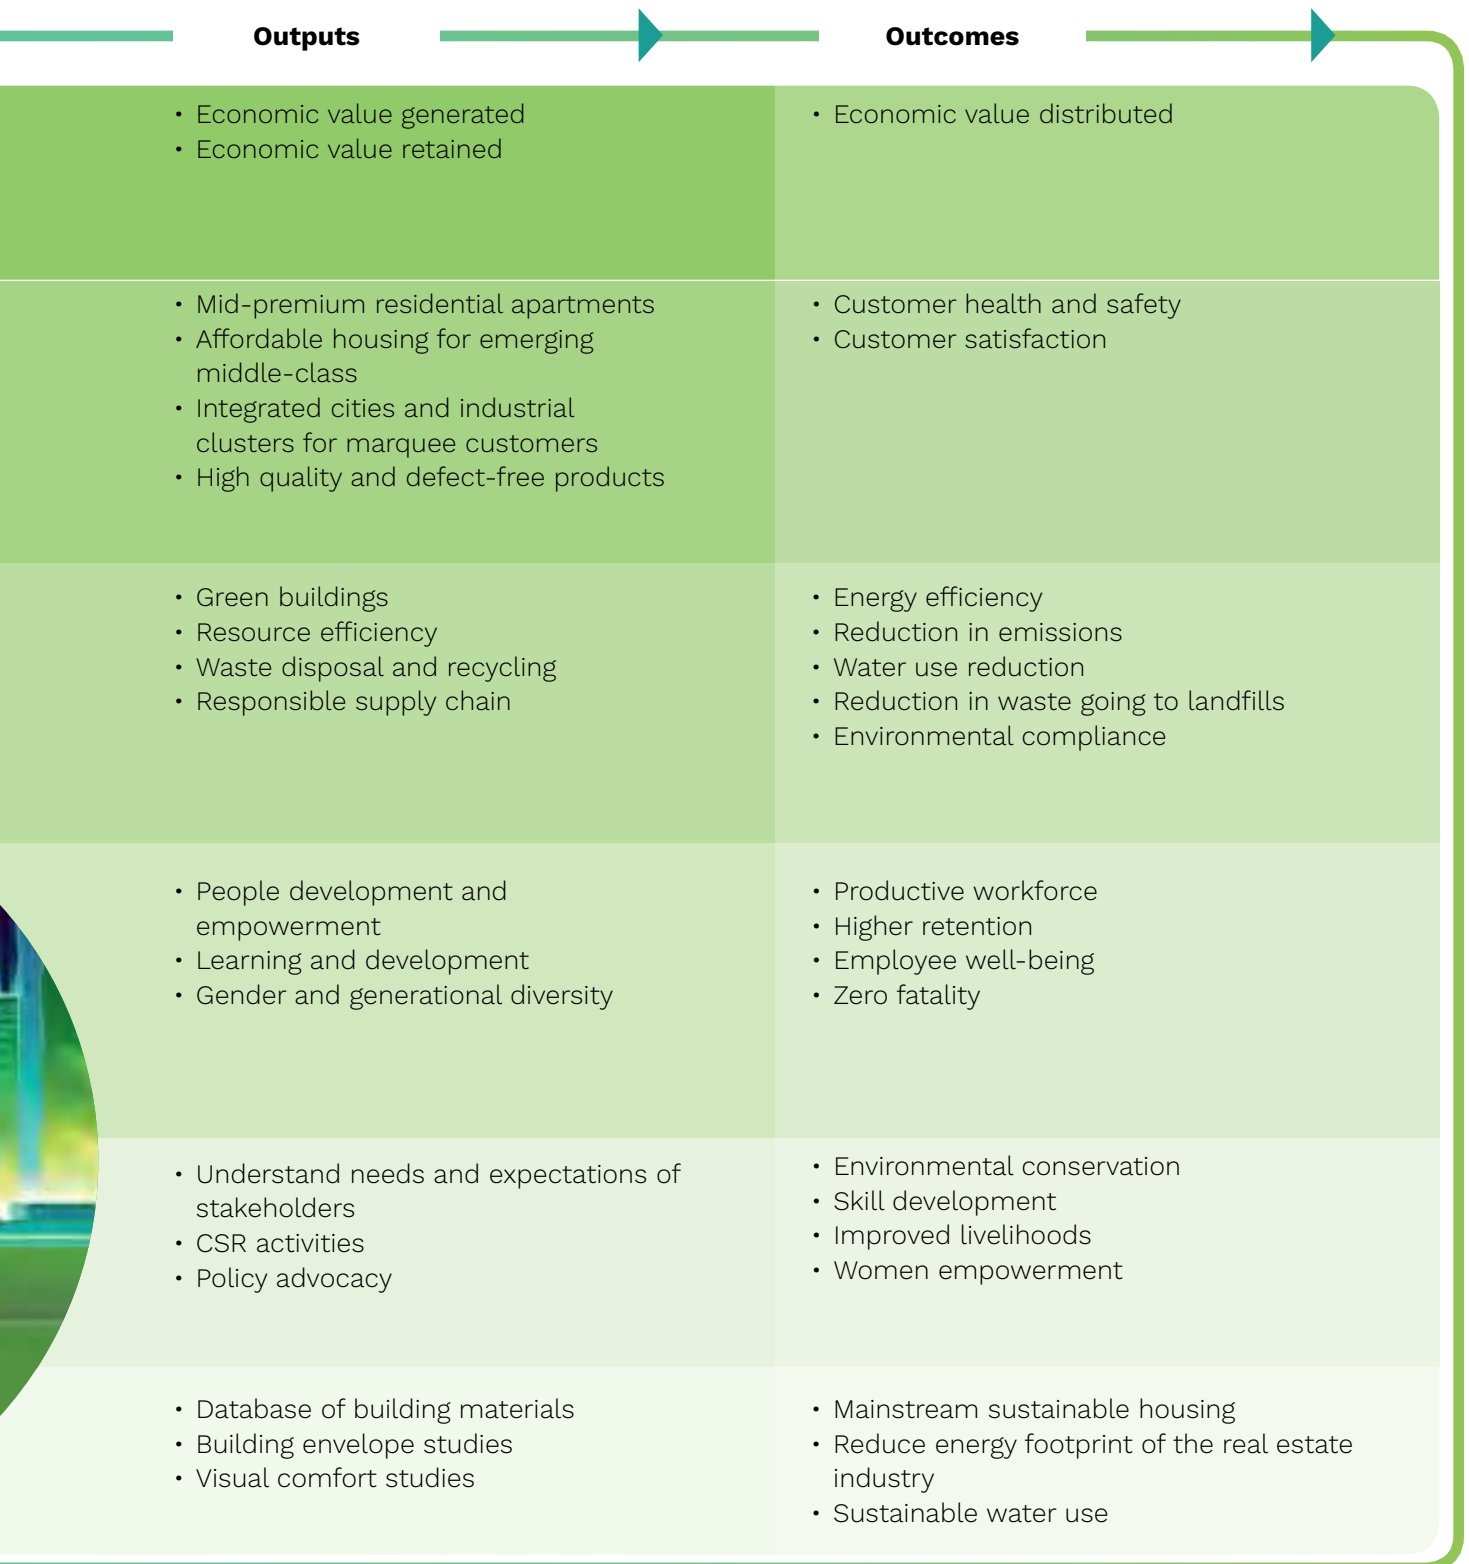 Outputs
Outcomes
• Economic value generated
• Economic value retained
• Economic value distributed
• Mid-premium residential apartments
• Affordable housing for emerging
middle-class
• Integrated cities and industrial
clusters for marquee customers
• High quality and defect-free products
• Customer health and safety
• Customer satisfaction
• Green buildings
• Resource efficiency
• Waste disposal and recycling
• Responsible supply chain
• Energy efficiency
• Reduction in emissions
• Water use reduction
• Reduction in waste going to landfills
• Environmental compliance
• People development and
empowerment
• Learning and development
• Gender and generational diversity
• Productive workforce
• Higher retention
• Employee well-being
• Zero fatality
• Understand needs and expectations of
stakeholders
• CSR activities
• Policy advocacy
• Environmental conservation
• Skill development
• Improved livelihoods
• Women empowerment
• Database of building materials
• Building envelope studies
• Visual comfort studies
• Mainstream sustainable housing
• Reduce energy footprint of the real estate
industry
• Sustainable water use